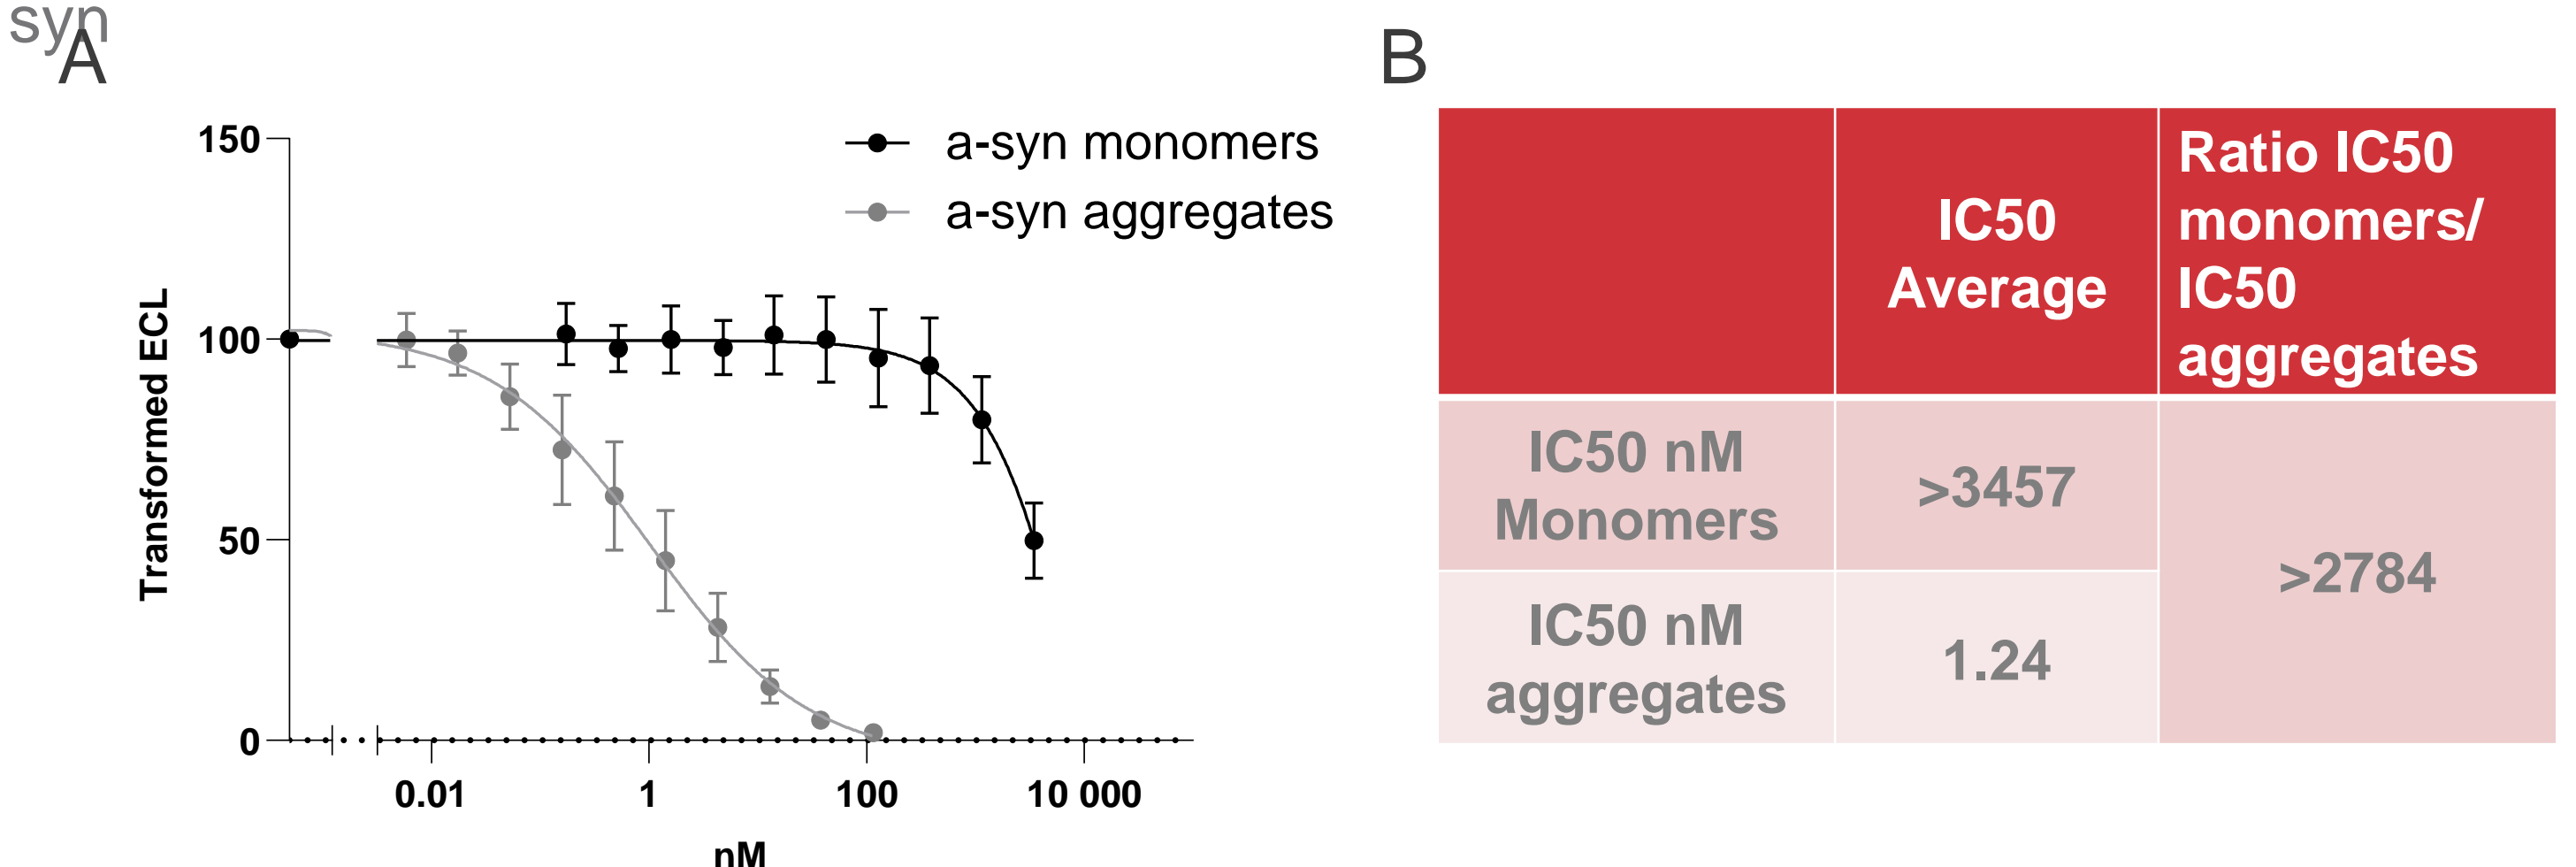 syn
A
B
a-syn monomers
a-syn aggregates
150
100
50
0
Transformed ECL
0.01
1
100
10 000
nM
IC50
Average
Ratio IC50
monomers/
IC50
aggregates
IC50 nM
Monomers
>3457
>2784
IC50 nM
aggregates
1.24